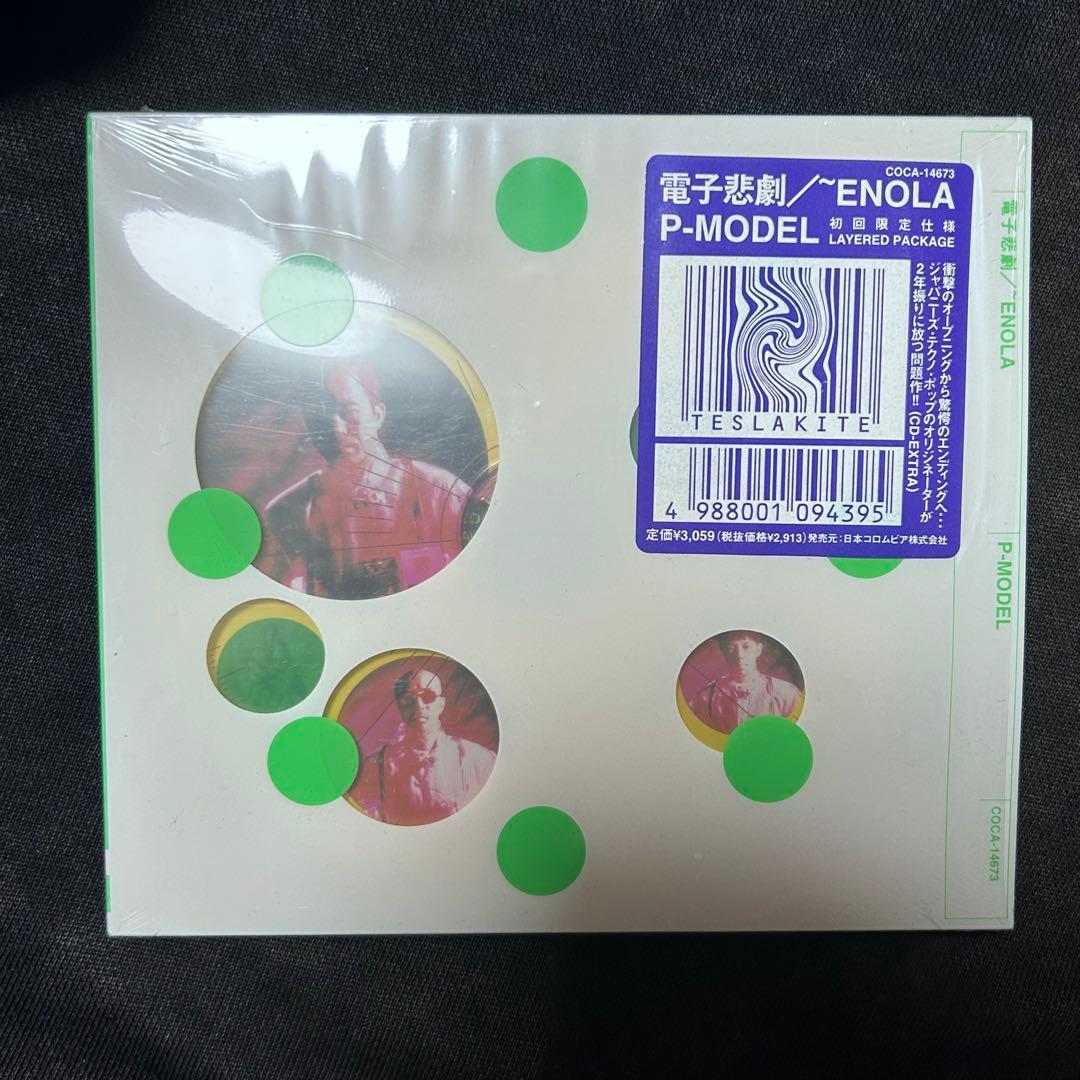 COCA-14673
電子悲劇/~ENOLA
P-MODEL 初回限定仕様
LAYERED PACKAGE
衝撃のオープニングから驚愕のエンディングへ…
ジャパニーズ・テクノ・ポップのオリジネーターが
2年振りに放つ問題作!!(CD-EXTRA)
TESLAKITE
4 988001 094395
定価¥3,059(税抜価格¥2,913)発売元:日本コロムビア株式会社
電子悲劇/~ENOLA
P-MODEL
COCA-14673